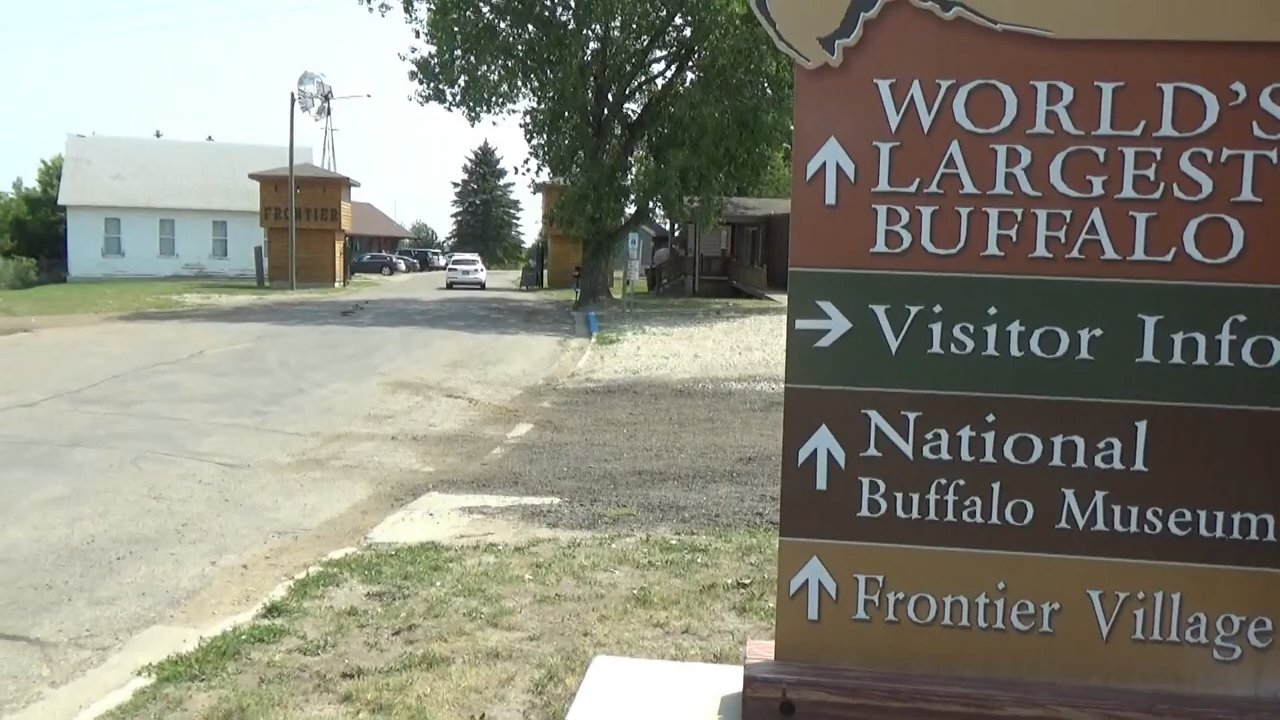 FRONTIER
WORLD'S
LARGEST
BUFFALO
Visitor Info
National
Buffalo Museum
Frontier Village